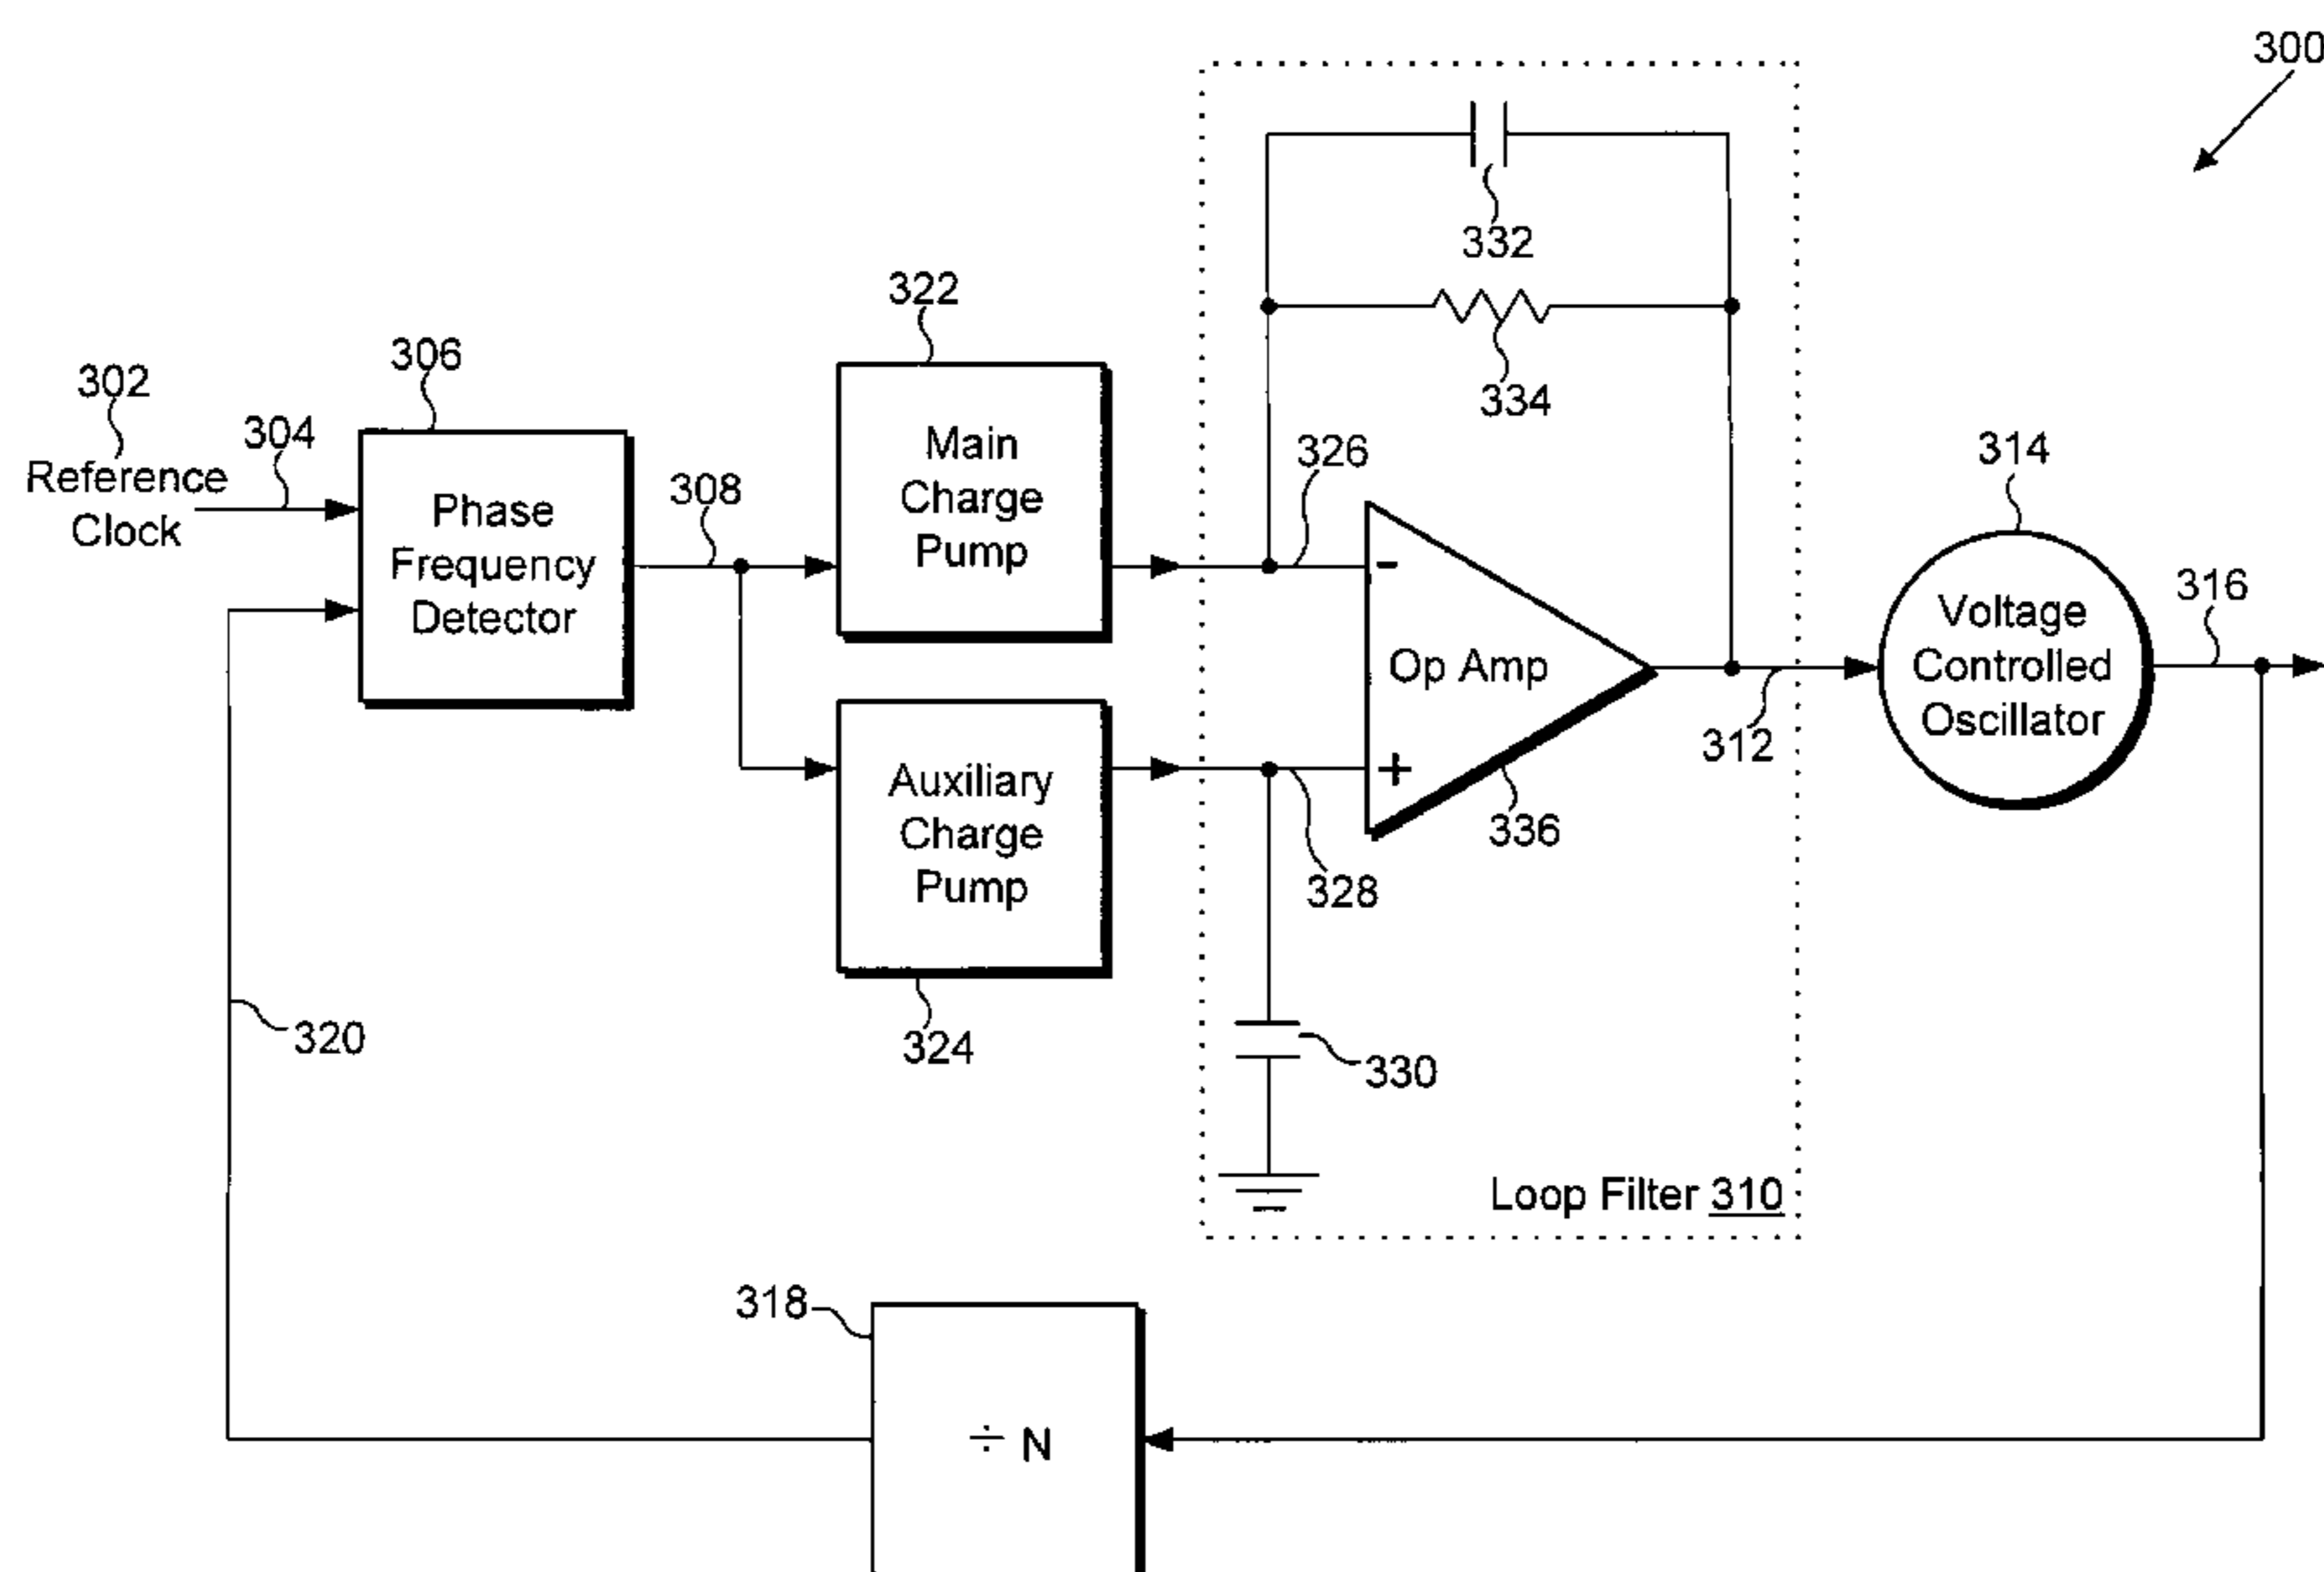 300
332
334
322
306
302
304
Reference
Clock
Phase
Frequency
Detector
308
Main
Charge
Pump
326
-
Op Amp
+
336
328
312
314
Voltage
Controlled
Oscillator
316
Auxiliary
Charge
Pump
324
320
330
Loop Filter 310
318
÷ N